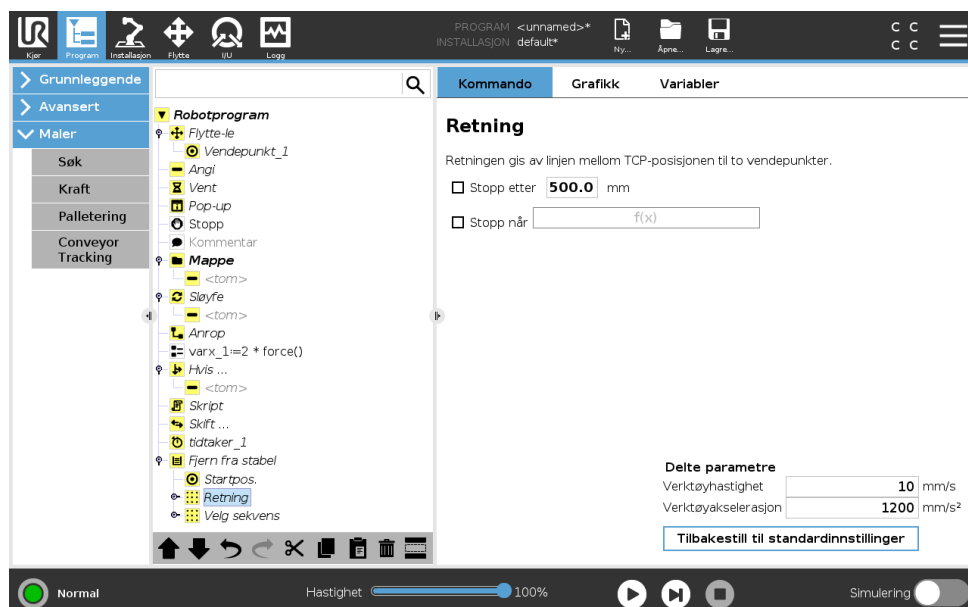 Kjør
Program
Installasjon
Flytte
I/U
Logg
PROGRAM <unnamed>*
INSTALLASJON default*
Ny...
Åpne...
Lagre...
C C
C C
Grunnleggende
Avansert
Maler
Søk
Kraft
Palletering
Conveyor
Tracking
Robotprogram
Flytte-le
Vendepunkt_1
Angi
Vent
Pop-up
Stopp
Kommentar
Mappe
<tom>
Sløyfe
<tom>
Anrop
varx_1:=2 * force()
Hvis ...
<tom>
Skript
Skift ...
tidtaker_1
Fjern fra stabel
Startpos.
Retning
Velg sekvens
Kommando
Grafikk
Variabler
Retning
Retningen gis av linjen mellom TCP-posisjonen til to vendepunkter.
Stopp etter 500.0 mm
Stopp når f(x)
Delte parametre
Verktøyhastighet 10 mm/s
Verktøyakselerasjon 1200 mm/s²
Tilbakestill til standardinnstillinger
Normal
Hastighet 100%
Simulering